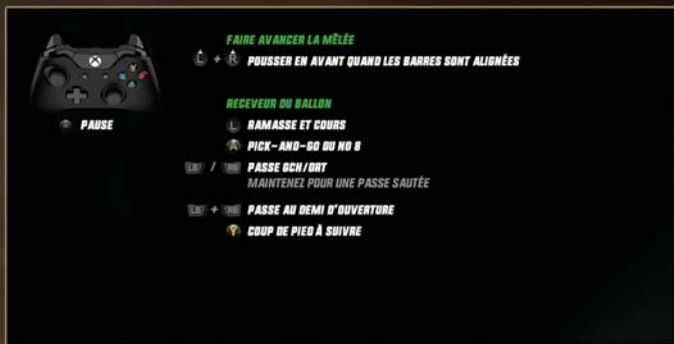 FAIRE AVANCER LA MÊLÉE
L + R POUSSER EN AVANT QUAND LES BARRES SONT ALIGNÉES
PAUSE
RECEVEUR DU BALLON
L RAMASSE ET COURS
A PICK-AND-GO DU NO 8
LB / RB PASSE GCH/DRT
MAINTENEZ POUR UNE PASSE SAUTÉE
LB + RB PASSE AU DEMI D'OUVERTURE
Y COUP DE PIED À SUIVRE